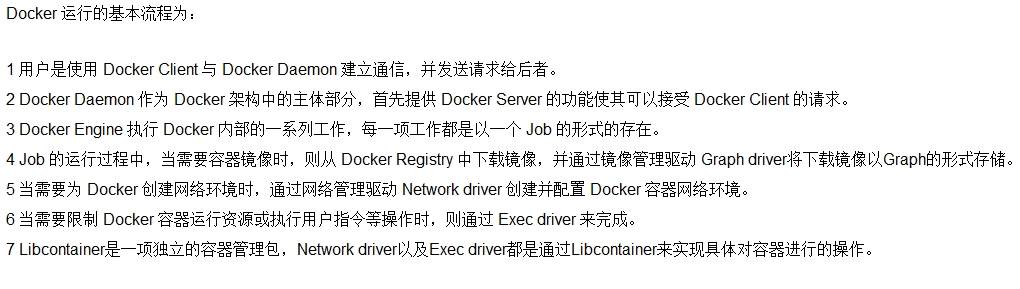 Docker 运行的基本流程为：
1 用户是使用 Docker Client 与 Docker Daemon 建立通信，并发送请求给后者。
2 Docker Daemon 作为 Docker 架构中的主体部分，首先提供 Docker Server 的功能使其可以接受 Docker Client 的请求。
3 Docker Engine 执行 Docker 内部的一系列工作，每一项工作都是以一个 Job 的形式的存在。
4 Job 的运行过程中，当需要容器镜像时，则从 Docker Registry 中下载镜像，并通过镜像管理驱动 Graph driver将下载镜像以Graph的形式存储。
5 当需要为 Docker 创建网络环境时，通过网络管理驱动 Network driver 创建并配置 Docker 容器网络环境。
6 当需要限制 Docker 容器运行资源或执行用户指令等操作时，则通过 Exec driver 来完成。
7 Libcontainer是一项独立的容器管理包，Network driver以及Exec driver都是通过Libcontainer来实现具体对容器进行的操作。